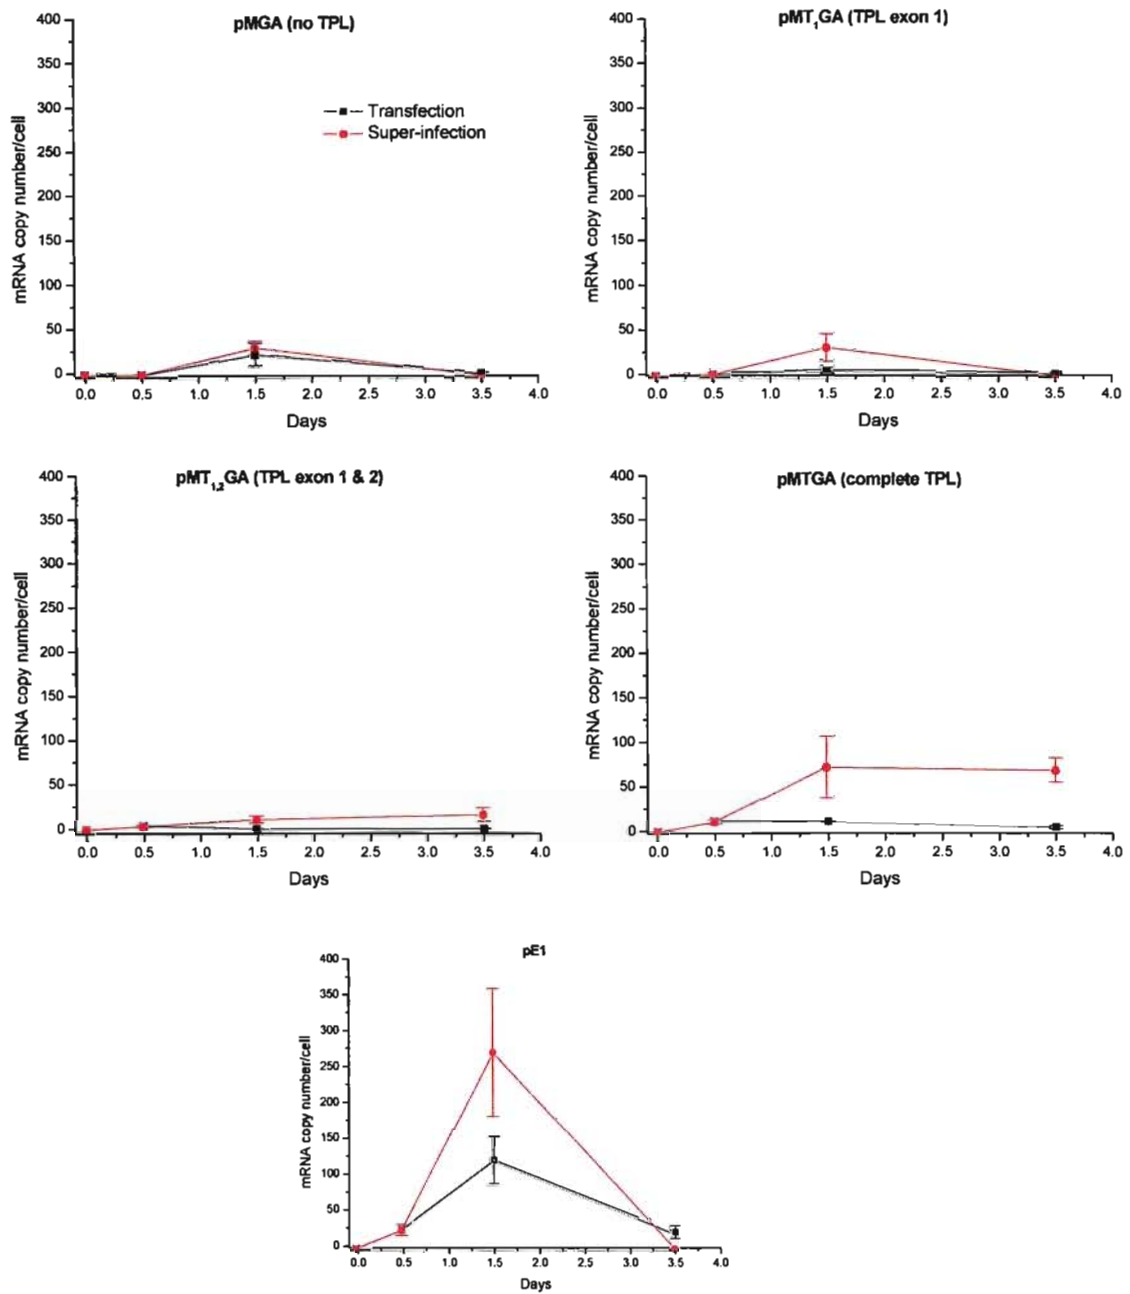 pMGA (no TPL)
400
350
300
250
200
150
100
50
0
mRNA copy number/cell
Transfection
Super-infection
0.0 0.5 1.0 1.5 2.0 2.5 3.0 3.5 4.0
Days
pMT₁GA (TPL exon 1)
400
350
300
250
200
150
100
50
0
mRNA copy number/cell
0.0 0.5 1.0 1.5 2.0 2.5 3.0 3.5 4.0
Days
pMT₁,₂GA (TPL exon 1 & 2)
400
350
300
250
200
150
100
50
0
mRNA copy number/cell
0.0 0.5 1.0 1.5 2.0 2.5 3.0 3.5 4.0
Days
pMTGA (complete TPL)
400
350
300
250
200
150
100
50
0
mRNA copy number/cell
0.0 0.5 1.0 1.5 2.0 2.5 3.0 3.5 4.0
Days
pE1
400
350
300
250
200
150
100
50
0
mRNA copy number/cell
0.0 0.5 1.0 1.5 2.0 2.5 3.0 3.5 4.0
Days